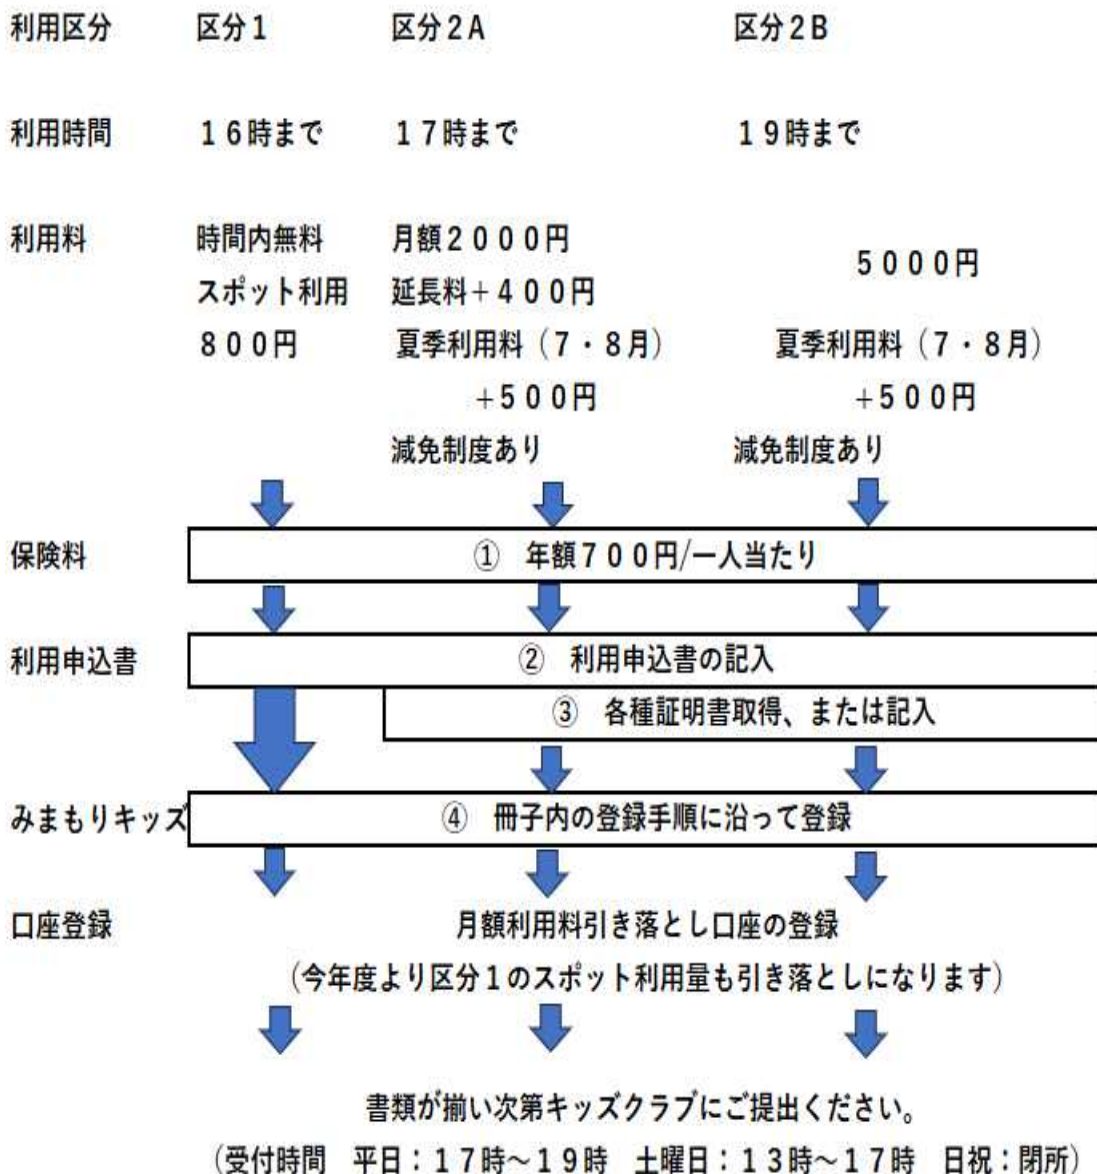 利用区分 区分1 区分2A 区分2B
利用時間 16時まで 17時まで 19時まで
利用料 時間内無料 月額2000円 5000円
スポット利用 延長料+400円
800円 夏季利用料(7・8月) 夏季利用料(7・8月)
+500円 +500円
減免制度あり 減免制度あり
保険料 ① 年額700円/一人当たり
利用申込書 ② 利用申込書の記入
③ 各種証明書取得、または記入
みまもりキッズ ④ 冊子内の登録手順に沿って登録
口座登録 月額利用料引き落とし口座の登録
(今年度より区分1のスポット利用量も引き落としになります)
書類が揃い次第キッズクラブにご提出ください。
(受付時間 平日:17時~19時 土曜日:13時~17時 日祝:閉所)